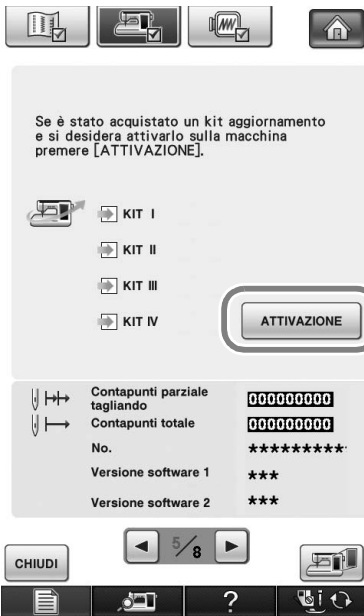 Se è stato acquistato un kit aggiornamento
e si desidera attivarlo sulla macchina
premere [ATTIVAZIONE].
KIT I
KIT II
KIT III
KIT IV
ATTIVAZIONE
Contapunti parziale
tagliando
000000000
Contapunti totale
000000000
No.
*********
Versione software 1
***
Versione software 2
***
CHIUDI
5/8
?